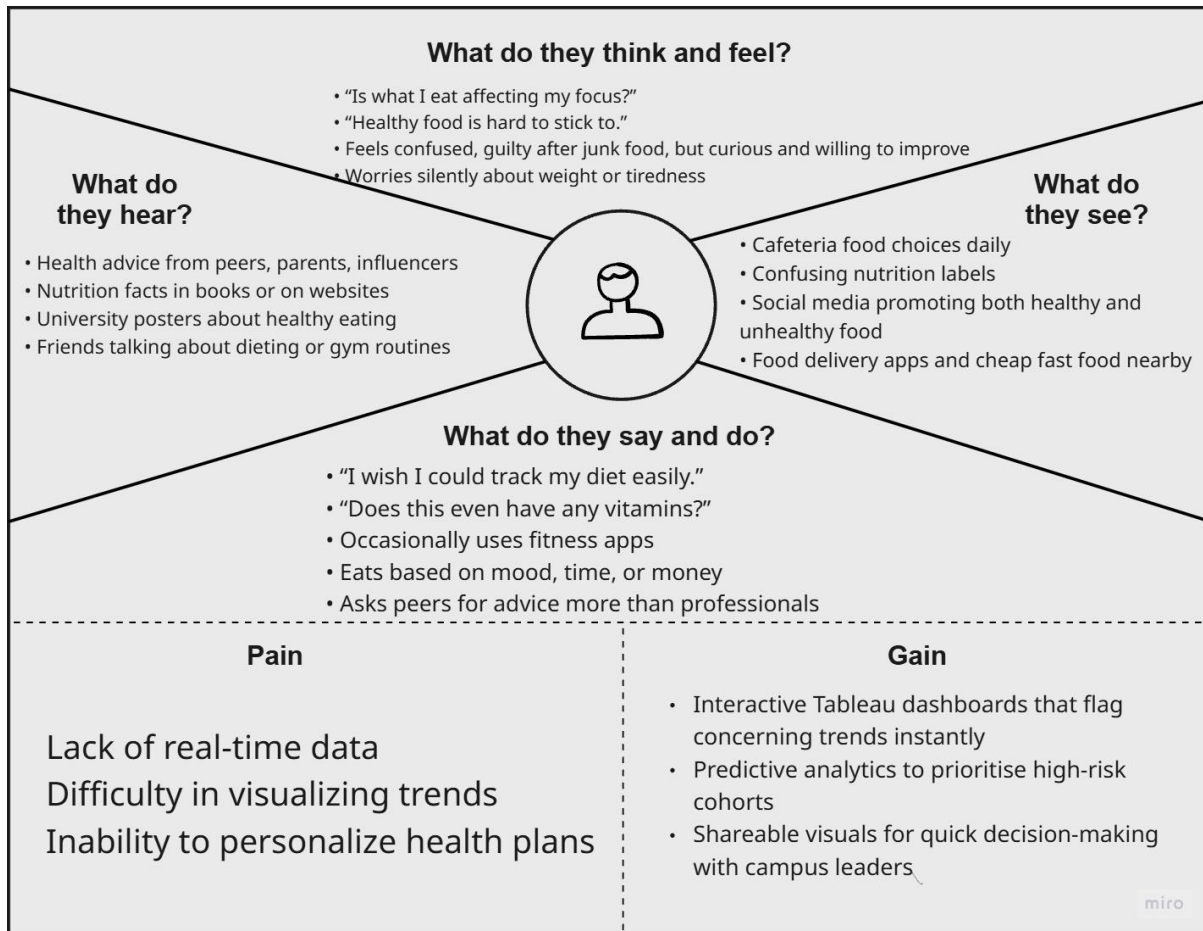 What do they think and feel?
• “Is what I eat affecting my focus?”
• “Healthy food is hard to stick to.”
• Feels confused, guilty after junk food, but curious and willing to improve
• Worries silently about weight or tiredness
What do
they hear?
• Health advice from peers, parents, influencers
• Nutrition facts in books or on websites
• University posters about healthy eating
• Friends talking about dieting or gym routines
What do
they see?
• Cafeteria food choices daily
• Confusing nutrition labels
• Social media promoting both healthy and
unhealthy food
• Food delivery apps and cheap fast food nearby
What do they say and do?
• “I wish I could track my diet easily.”
• “Does this even have any vitamins?”
• Occasionally uses fitness apps
• Eats based on mood, time, or money
• Asks peers for advice more than professionals
Pain
Lack of real-time data
Difficulty in visualizing trends
Inability to personalize health plans
Gain
• Interactive Tableau dashboards that flag
concerning trends instantly
• Predictive analytics to prioritise high-risk
cohorts
• Shareable visuals for quick decision-making
with campus leaders
miro